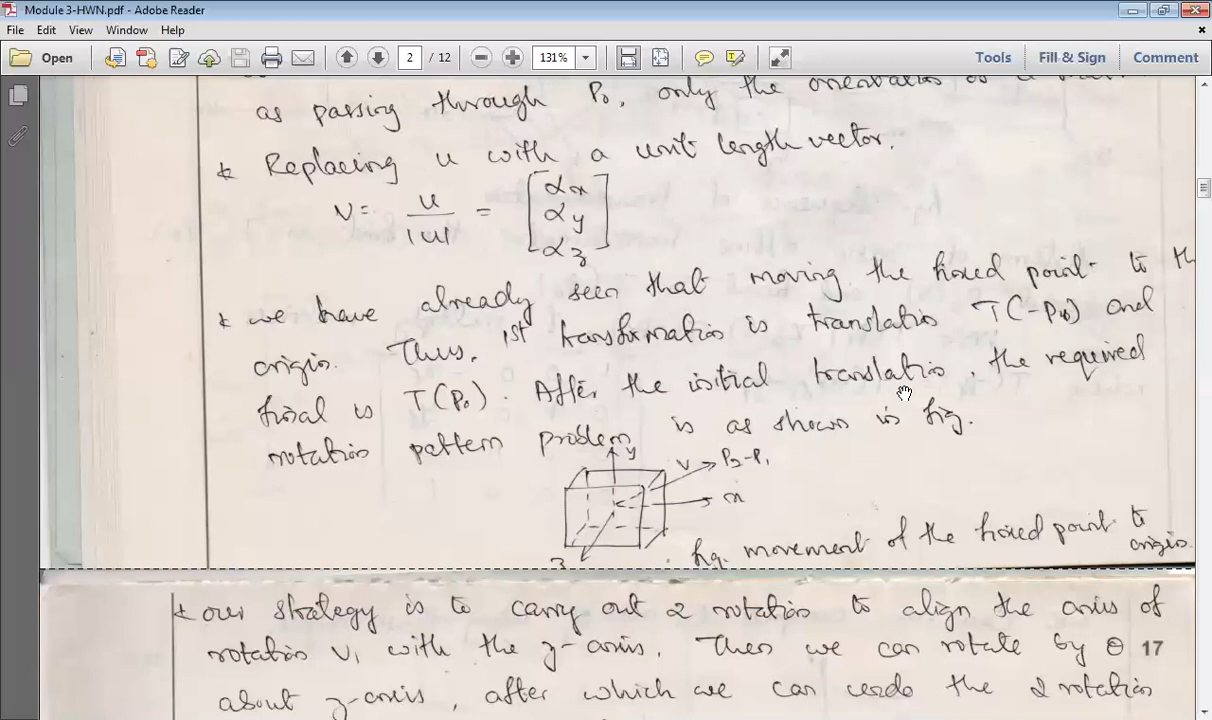 Module 3-HWN.pdf - Adobe Reader
File Edit View Window Help
Open 2 / 12 131% Tools Fill & Sign Comment
as passing through P0, only the orientation
* Replacing u with a unit length vector.
V = u / |u| = [ αx
αy
αz ]
* we have already seen that moving the fixed point to th
origin. Thus, 1st transformation is translation T(-P0) and
final is T(P0). After the initial translation, the required
rotation pattern problem is as shown in fig.
y
V P2-P1
x
z
fig. movement of the fixed point to
origin.
* our strategy is to carry out 2 rotation to align the axis of
rotation V, with the z-axis. Then we can rotate by θ 17
about z-axis, after which we can undo the 2 rotation